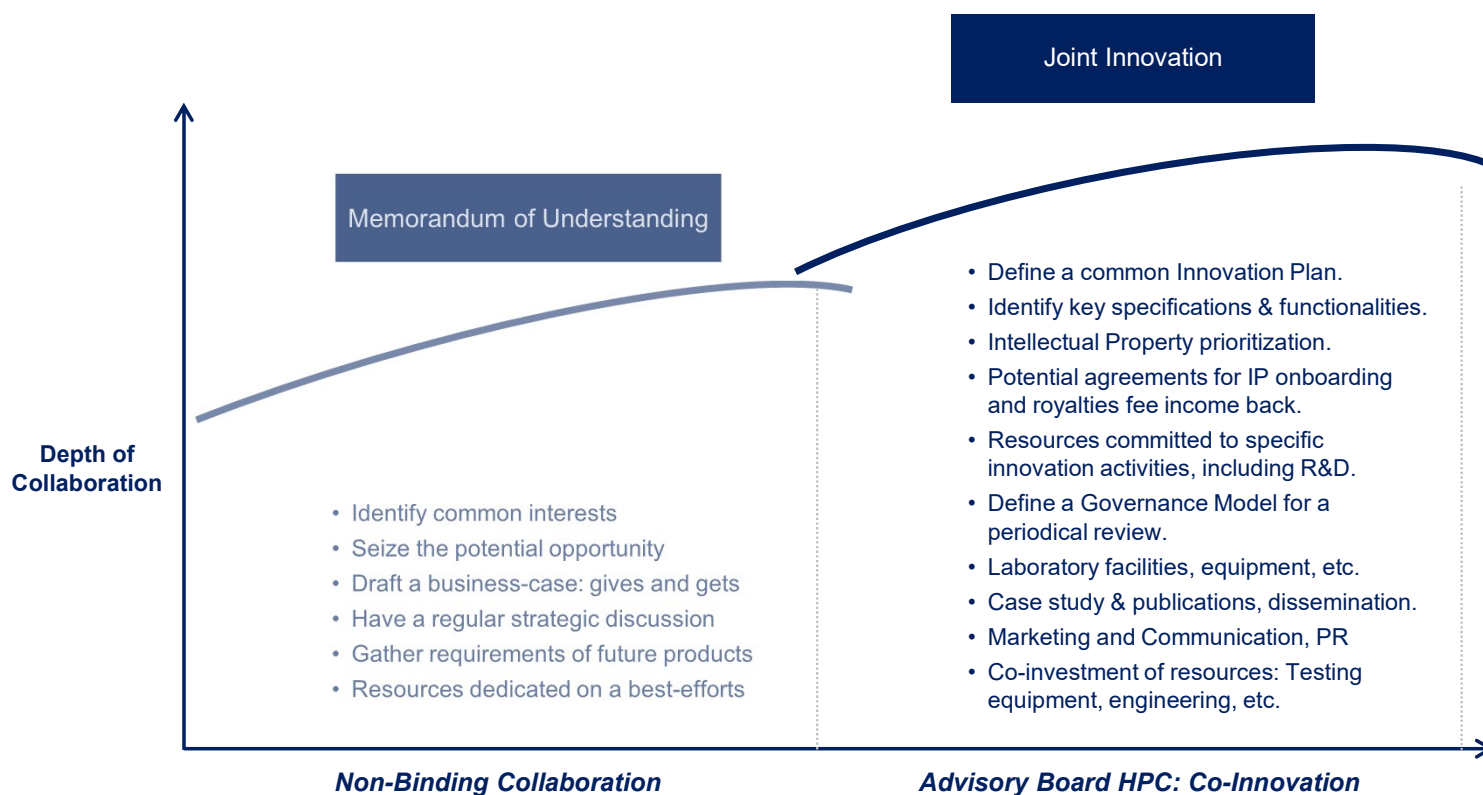 Joint Innovation
Memorandum of Understanding
Depth of
Collaboration
• Identify common interests
• Seize the potential opportunity
• Draft a business-case: gives and gets
• Have a regular strategic discussion
• Gather requirements of future products
• Resources dedicated on a best-efforts
• Define a common Innovation Plan.
• Identify key specifications & functionalities.
• Intellectual Property prioritization.
• Potential agreements for IP onboarding
and royalties fee income back.
• Resources committed to specific
innovation activities, including R&D.
• Define a Governance Model for a
periodical review.
• Laboratory facilities, equipment, etc.
• Case study & publications, dissemination.
• Marketing and Communication, PR
• Co-investment of resources: Testing
equipment, engineering, etc.
Non-Binding Collaboration
Advisory Board HPC: Co-Innovation